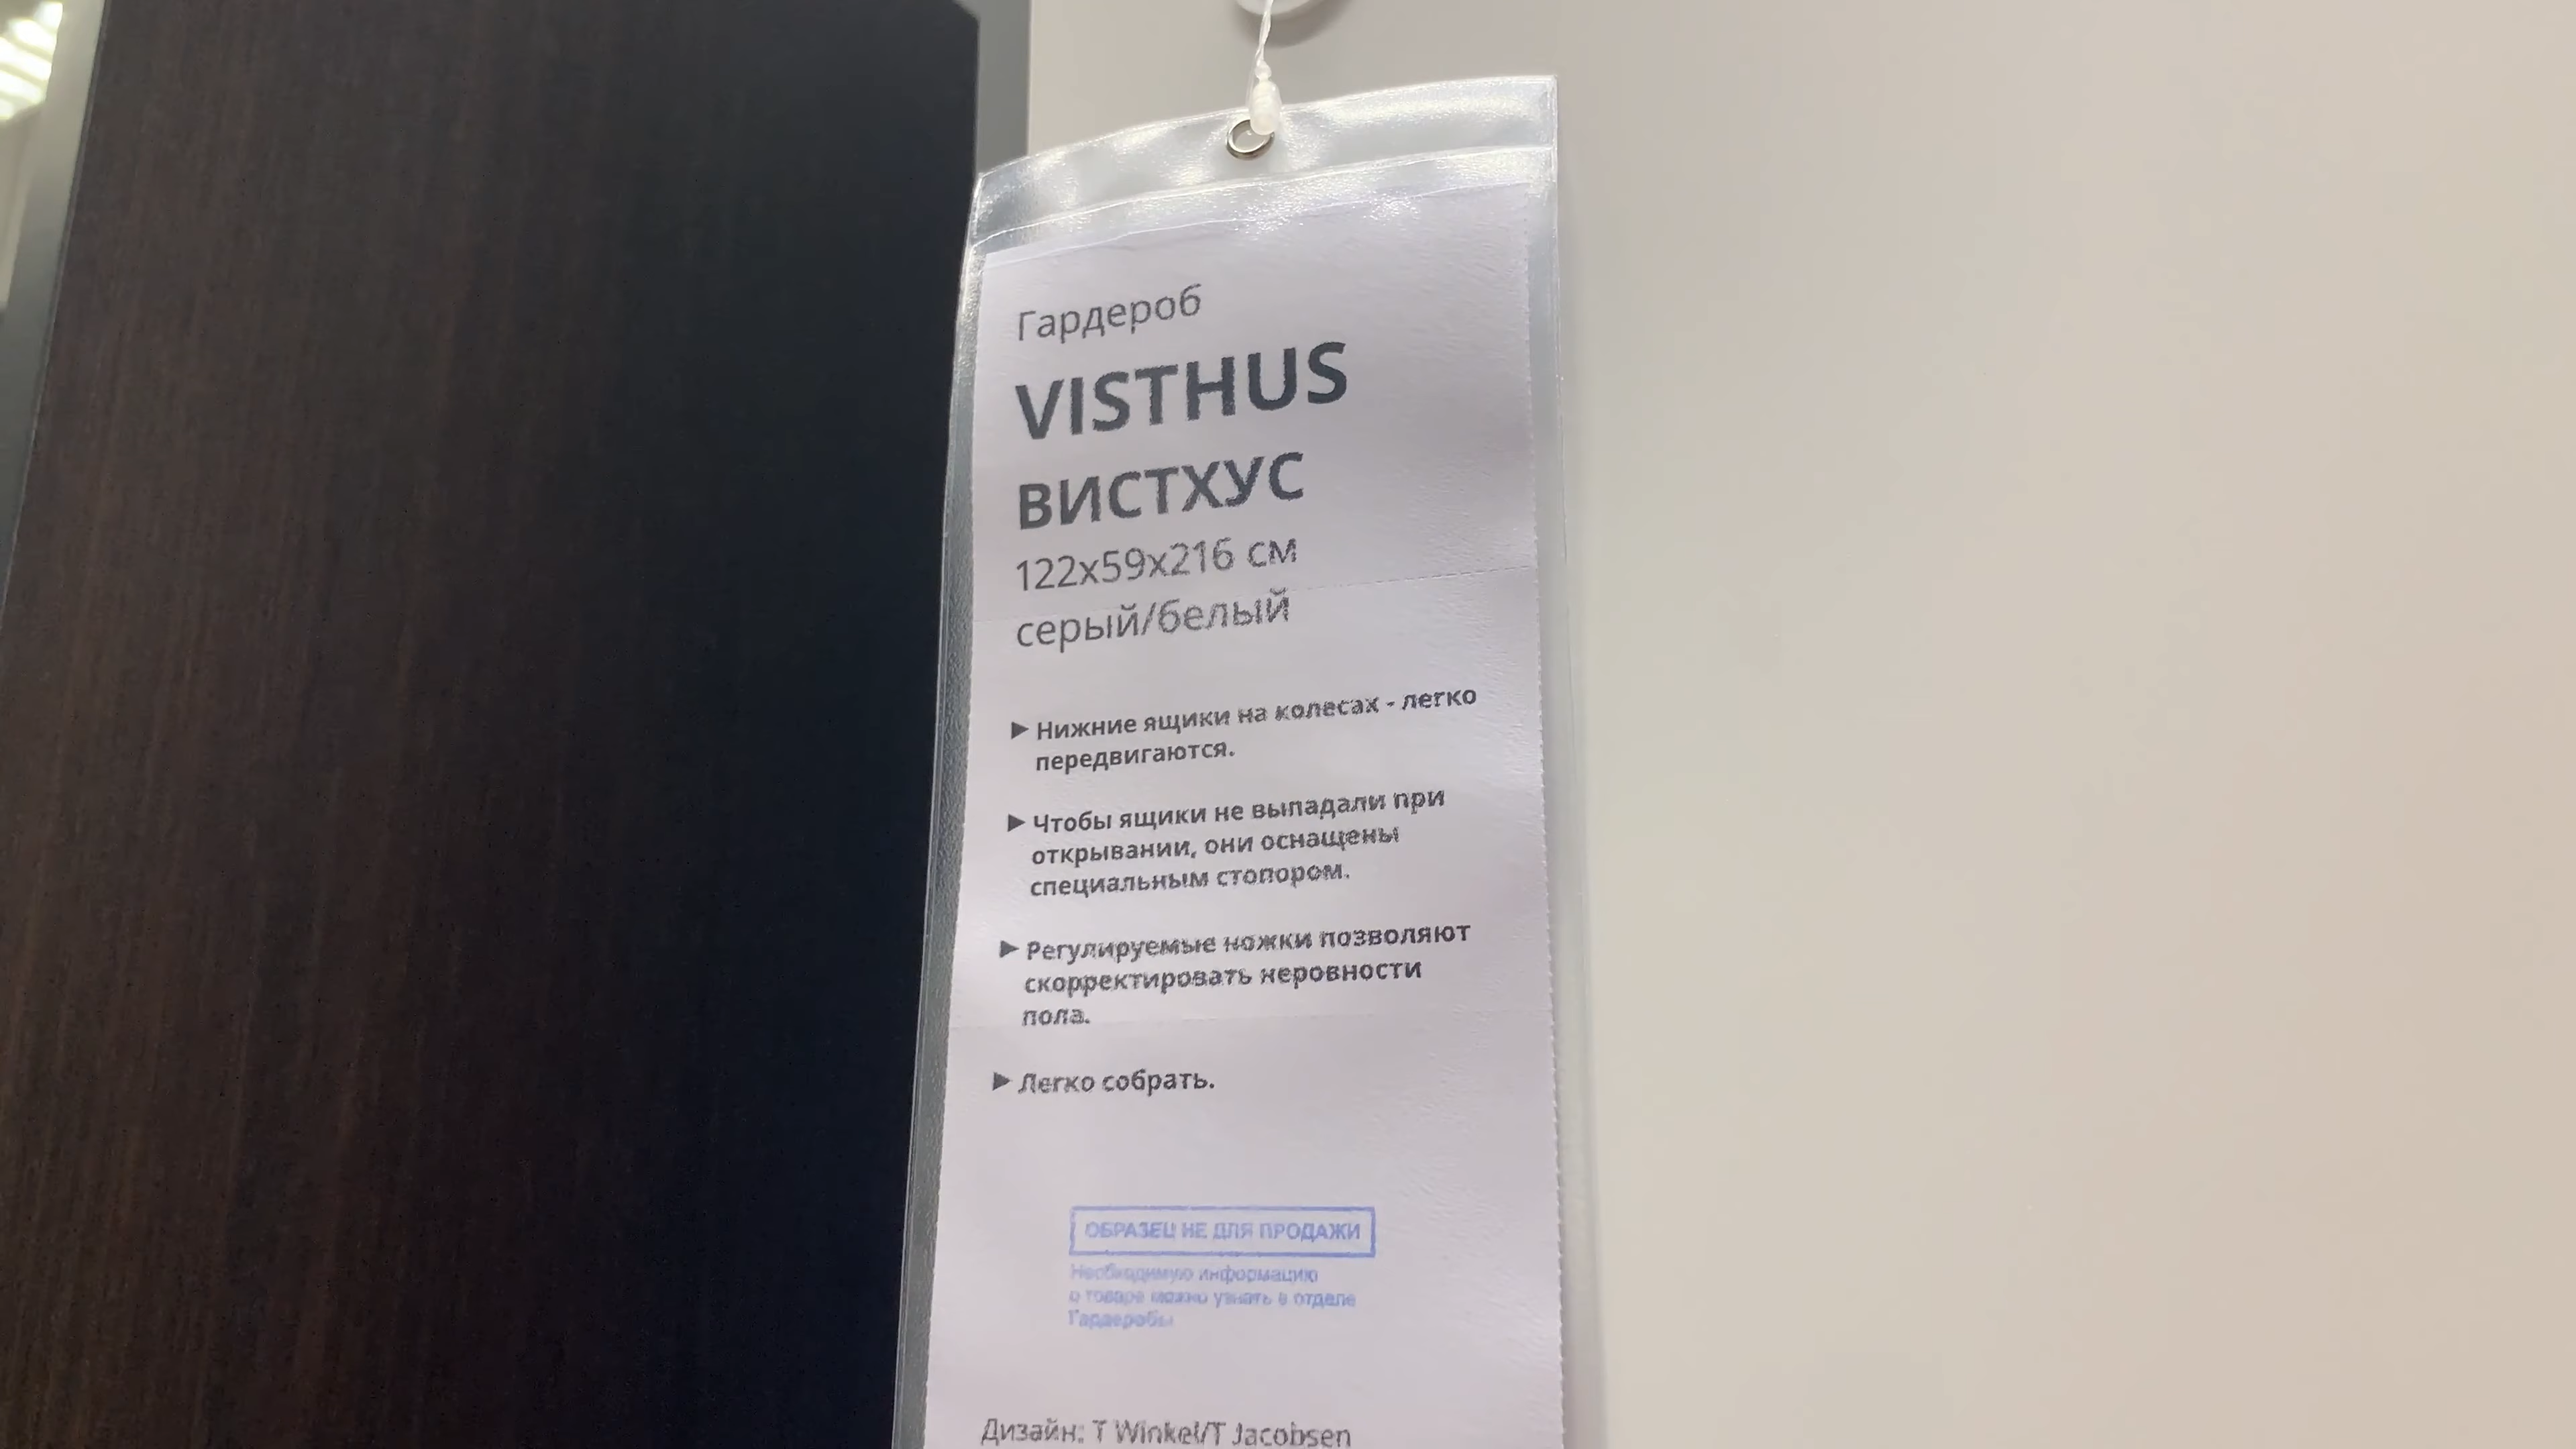 Гардероб
VISTHUS
ВИСТХУС
122x59x216 см
серый/белый
▶ Нижние ящики на колесах - легко
передвигаются.
▶ Чтобы ящики не выпадали при
открывании, они оснащены
специальным стопором.
▶ Регулируемые ножки позволяют
скорректировать неровности
пола.
▶ Легко собрать.
ОБРАЗЕЦ НЕ ДЛЯ ПРОДАЖИ
Необходимую информацию
о товаре можно узнать в отделе
Гардеробы
Дизайн: T Winkel/T Jacobsen